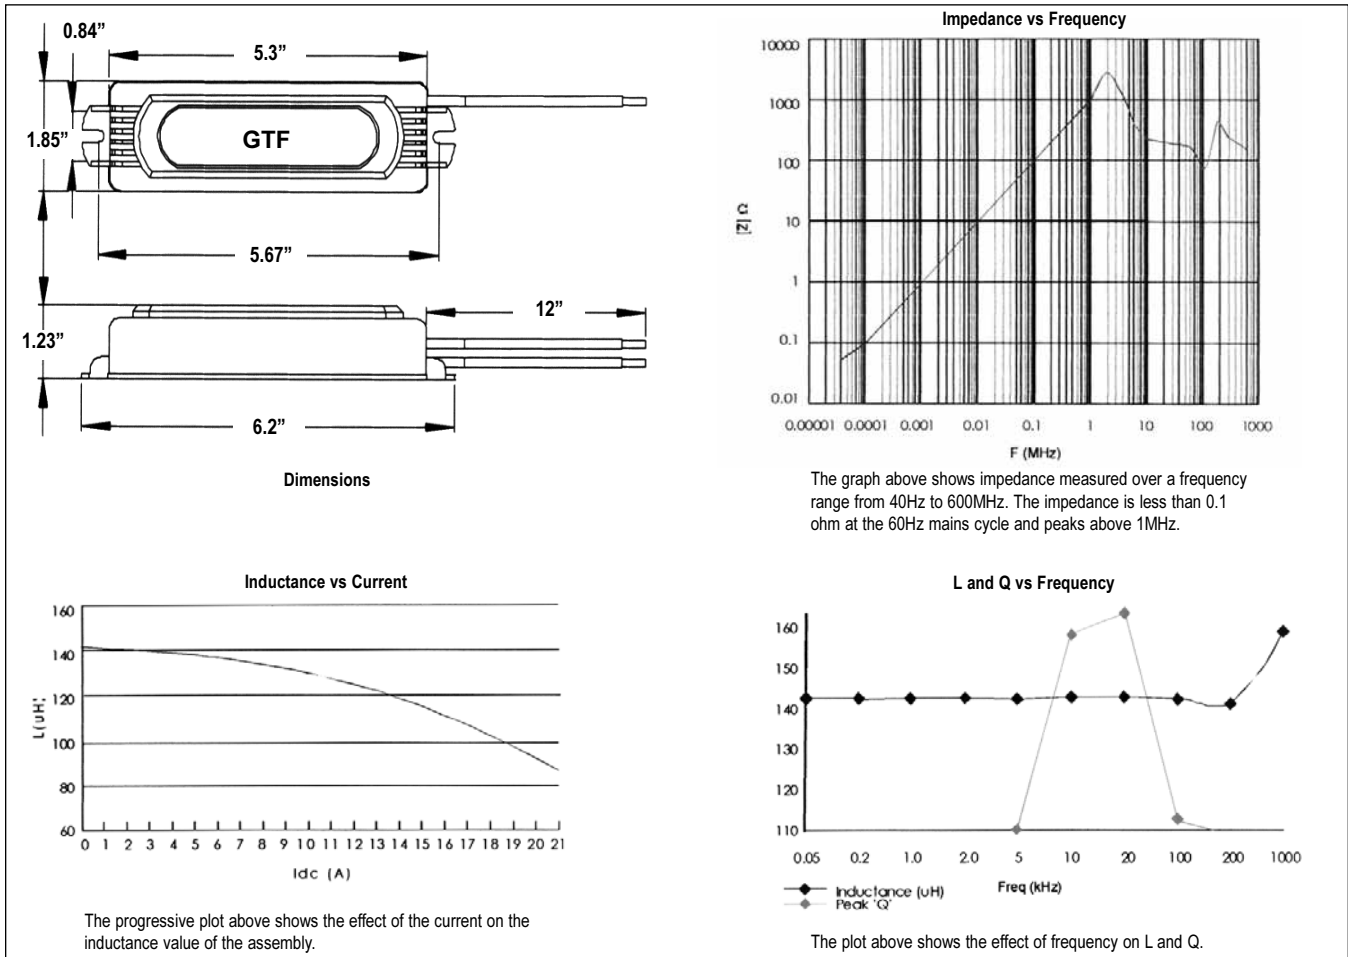 0.84”
5.3”
1.85”
GTF
5.67”
12”
1.23”
6.2”
Dimensions
Impedance vs Frequency
10000
1000
100
10
1
0.1
0.01
[Z] Ω
0.00001 0.0001 0.001 0.01 0.1 1 10 100 1000
F (MHz)
The graph above shows impedance measured over a frequency
range from 40Hz to 600MHz. The impedance is less than 0.1
ohm at the 60Hz mains cycle and peaks above 1MHz.
Inductance vs Current
160
140
120
100
80
60
L(uH)
0 1 2 3 4 5 6 7 8 9 10 11 12 13 14 15 16 17 18 19 20 21
Idc (A)
The progressive plot above shows the effect of the current on the
inductance value of the assembly.
L and Q vs Frequency
160
150
140
130
120
110
0.05 0.2 1.0 2.0 5 10 20 100 200 1000
Freq (kHz)
Inductance (uH)
Peak 'Q'
The plot above shows the effect of frequency on L and Q.